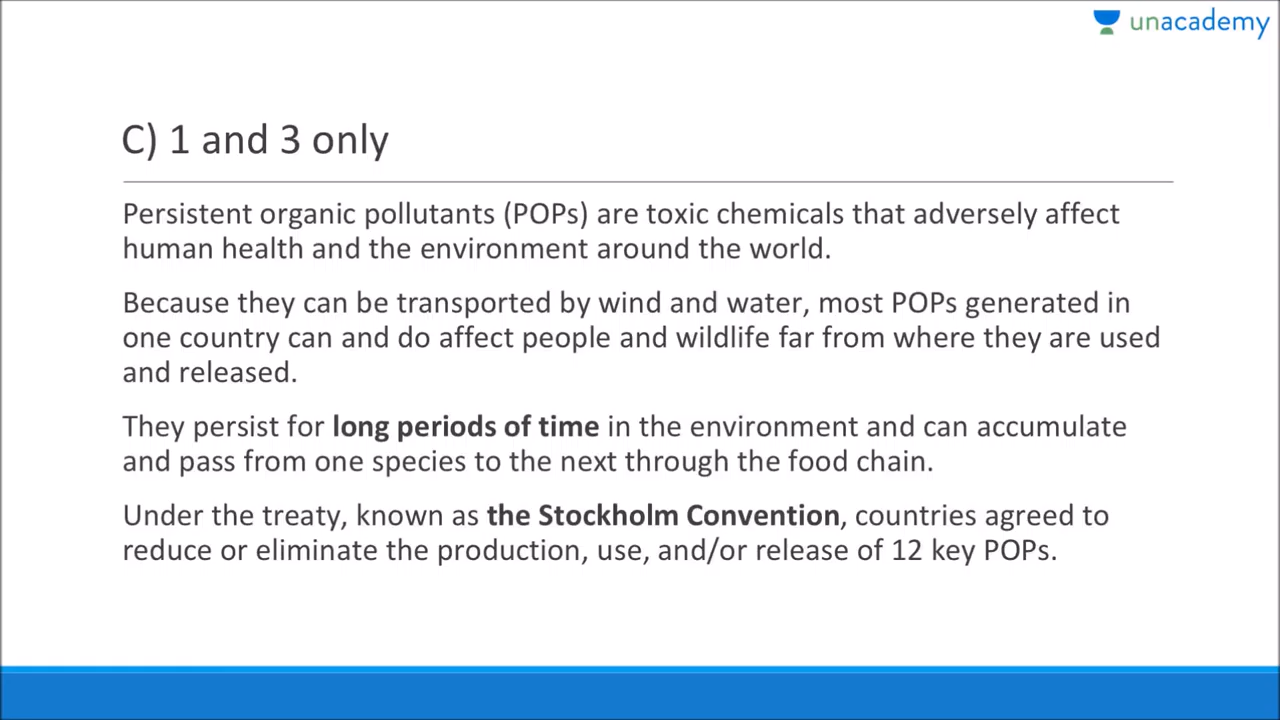 unacademy
C) 1 and 3 only
Persistent organic pollutants (POPs) are toxic chemicals that adversely affect
human health and the environment around the world.
Because they can be transported by wind and water, most POPs generated in
one country can and do affect people and wildlife far from where they are used
and released.
They persist for long periods of time in the environment and can accumulate
and pass from one species to the next through the food chain.
Under the treaty, known as the Stockholm Convention, countries agreed to
reduce or eliminate the production, use, and/or release of 12 key POPs.